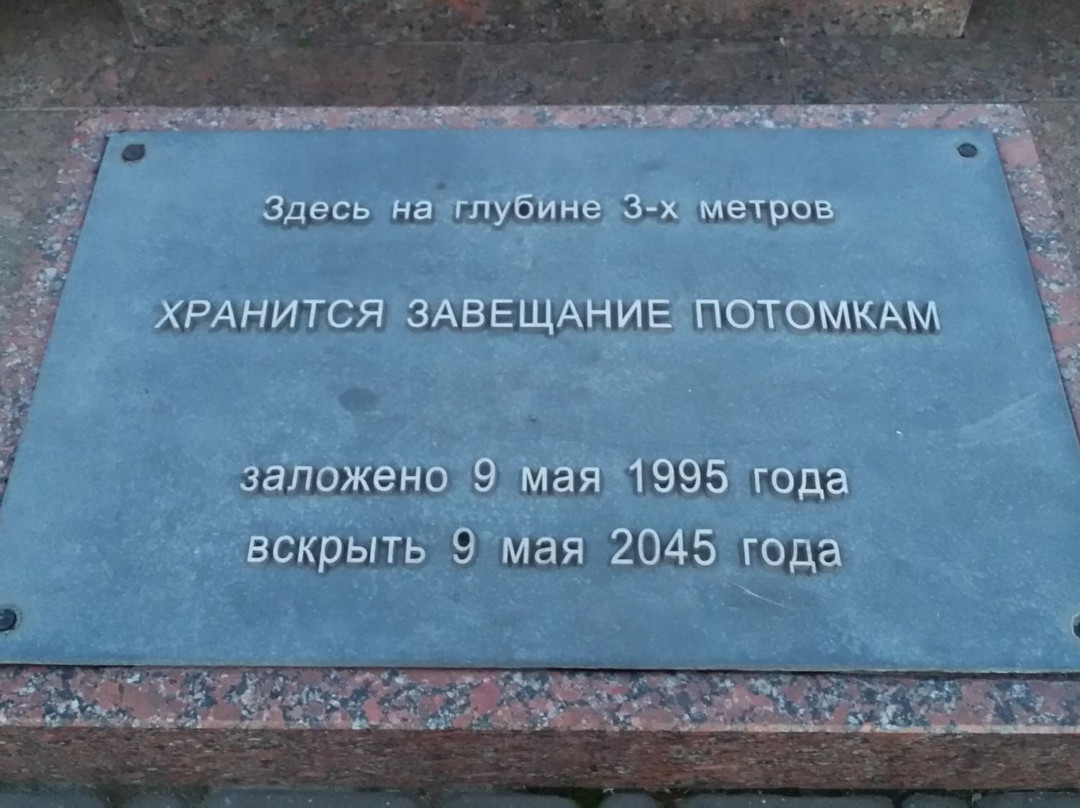 Здесь на глубине 3-х метров
ХРАНИТСЯ ЗАВЕЩАНИЕ ПОТОМКАМ
заложено 9 мая 1995 года
вскрыть 9 мая 2045 года